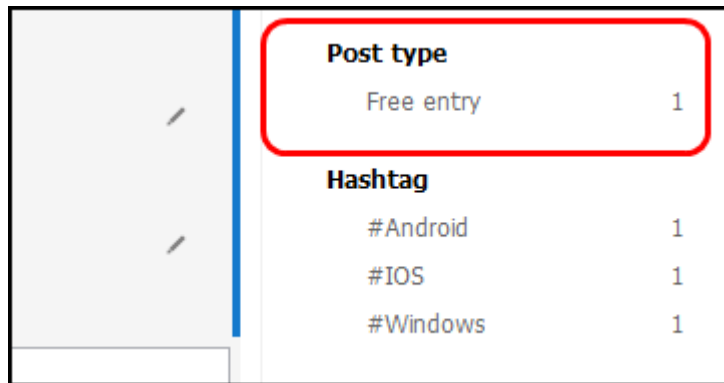 Post type
Free entry 1
Hashtag
#Android 1
#IOS 1
#Windows 1